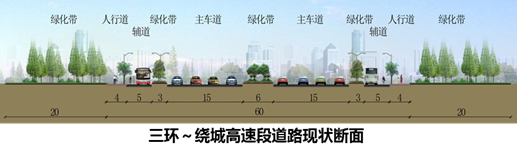 绿化带 人行道 绿化带 主车道 绿化带 主车道 绿化带 人行道 绿化带
辅道 辅道
4 5 3 15 6 15 3 5 4
20 60 20
三环～绕城高速段道路现状断面